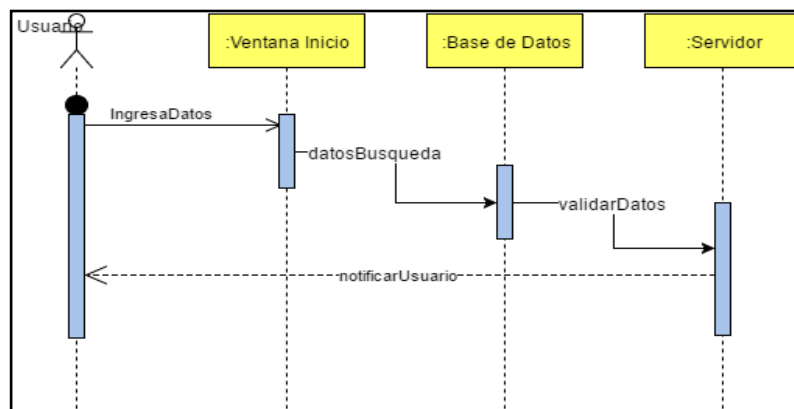 Usuario
:Ventana Inicio
:Base de Datos
:Servidor
IngresaDatos
datosBusqueda
validarDatos
notificarUsuario